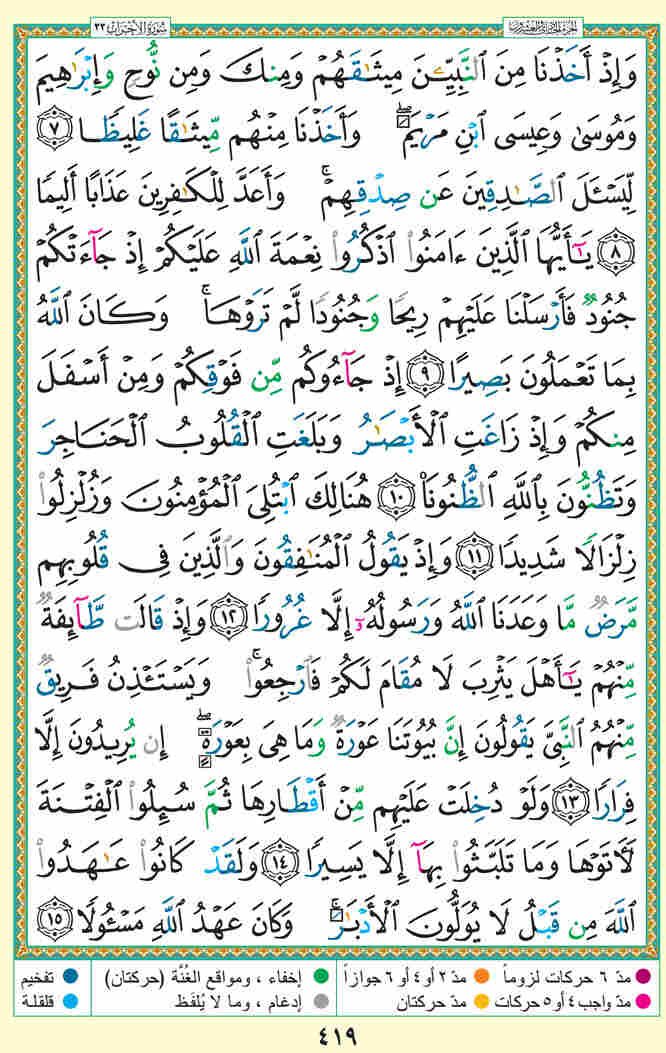 سُورَةُ الأَحْزَابِ ٣٣
الجزء الحادي والعشرون
وَإِذْ أَخَذْنَا مِنَ ٱلنَّبِيِّـۧنَ مِيثَـٰقَهُمْ وَمِنكَ وَمِن نُّوحٍ وَإِبْرَٰهِيمَ
وَمُوسَىٰ وَعِيسَى ٱبْنِ مَرْيَمَ ۖ وَأَخَذْنَا مِنْهُم مِّيثَـٰقًا غَلِيظًا ٧
لِّيَسْـَٔلَ ٱلصَّـٰدِقِينَ عَن صِدْقِهِمْ ۚ وَأَعَدَّ لِلْكَـٰفِرِينَ عَذَابًا أَلِيمًا
٨ يَـٰٓأَيُّهَا ٱلَّذِينَ ءَامَنُوا۟ ٱذْكُرُوا۟ نِعْمَةَ ٱللَّهِ عَلَيْكُمْ إِذْ جَآءَتْكُمْ
جُنُودٌ فَأَرْسَلْنَا عَلَيْهِمْ رِيحًا وَجُنُودًا لَّمْ تَرَوْهَا ۚ وَكَانَ ٱللَّهُ
بِمَا تَعْمَلُونَ بَصِيرًا ٩ إِذْ جَآءُوكُم مِّن فَوْقِكُمْ وَمِنْ أَسْفَلَ
مِنكُمْ وَإِذْ زَاغَتِ ٱلْأَبْصَـٰرُ وَبَلَغَتِ ٱلْقُلُوبُ ٱلْحَنَاجِرَ
وَتَظُنُّونَ بِٱللَّهِ ٱلظُّنُونَا۠ ١٠ هُنَالِكَ ٱبْتُلِىَ ٱلْمُؤْمِنُونَ وَزُلْزِلُوا۟
زِلْزَالًا شَدِيدًا ١١ وَإِذْ يَقُولُ ٱلْمُنَـٰفِقُونَ وَٱلَّذِينَ فِى قُلُوبِهِم
مَّرَضٌ مَّا وَعَدَنَا ٱللَّهُ وَرَسُولُهُۥٓ إِلَّا غُرُورًا ١٢ وَإِذْ قَالَت طَّآئِفَةٌ
مِّنْهُمْ يَـٰٓأَهْلَ يَثْرِبَ لَا مُقَامَ لَكُمْ فَٱرْجِعُوا۟ ۚ وَيَسْتَـْٔذِنُ فَرِيقٌ
مِّنْهُمُ ٱلنَّبِىَّ يَقُولُونَ إِنَّ بُيُوتَنَا عَوْرَةٌ وَمَا هِىَ بِعَوْرَةٍ ۖ إِن يُرِيدُونَ إِلَّا
فِرَارًا ١٣ وَلَوْ دُخِلَتْ عَلَيْهِم مِّنْ أَقْطَارِهَا ثُمَّ سُئِلُوا۟ ٱلْفِتْنَةَ
لَـَٔاتَوْهَا وَمَا تَلَبَّثُوا۟ بِهَآ إِلَّا يَسِيرًا ١٤ وَلَقَدْ كَانُوا۟ عَـٰهَدُوا۟
ٱللَّهَ مِن قَبْلُ لَا يُوَلُّونَ ٱلْأَدْبَـٰرَ ۚ وَكَانَ عَهْدُ ٱللَّهِ مَسْـُٔولًا ١٥
مدّ ٦ حركات لزوماً
مدّ ٢ أو ٤ أو ٦ جوازاً
إخفاء ، ومواقع الغُنَّة (حركتان)
تفخيم
مدّ واجب ٤ أو ٥ حركات
مدّ حركتان
إدغام ، وما لا يُلفَظ
قلقلة
٤١٩